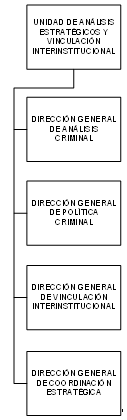 UNIDAD DE ANÁLISIS
ESTRATÉGICOS Y
VINCULACIÓN
INTERINSTITUCIONAL
DIRECCIÓN GENERAL
DE ANÁLISIS
CRIMINAL
DIRECCIÓN GENERAL
DE POLÍTICA
CRIMINAL
DIRECCIÓN GENERAL
DE VINCULACIÓN
INTERINSTITUCIONAL
DIRECCIÓN GENERAL
DE COORDINACIÓN
ESTRATÉGICA